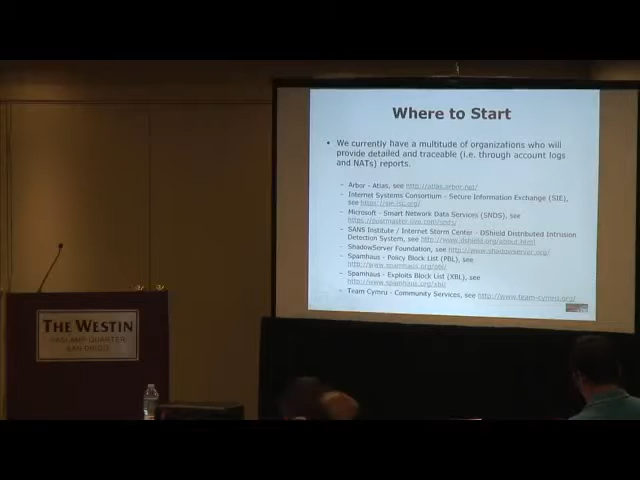 Where to Start
• We currently have a multitude of organizations who will
provide detailed and traceable (i.e. through account logs
and NATs) reports.
– Arbor - Atlas, see http://atlas.arbor.net/
– Internet Systems Consortium - Secure Information Exchange (SIE),
see https://sie.isc.org/
– Microsoft - Smart Network Data Services (SNDS), see
https://postmaster.live.com/snds/
– SANS Institute / Internet Storm Center - DShield Distributed Intrusion
Detection System, see http://www.dshield.org/about.html
– ShadowServer Foundation, see http://www.shadowserver.org/
– Spamhaus - Policy Block List (PBL), see
http://www.spamhaus.org/pbl/
– Spamhaus - Exploits Block List (XBL), see
http://www.spamhaus.org/xbl/
– Team Cymru - Community Services, see http://www.team-cymru.org/
THE WESTIN
GASLAMP QUARTER
SAN DIEGO